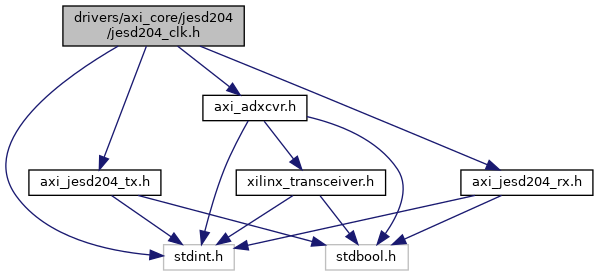 drivers/axi_core/jesd204
/jesd204_clk.h
axi_adxcvr.h
axi_jesd204_tx.h
xilinx_transceiver.h
axi_jesd204_rx.h
stdint.h
stdbool.h